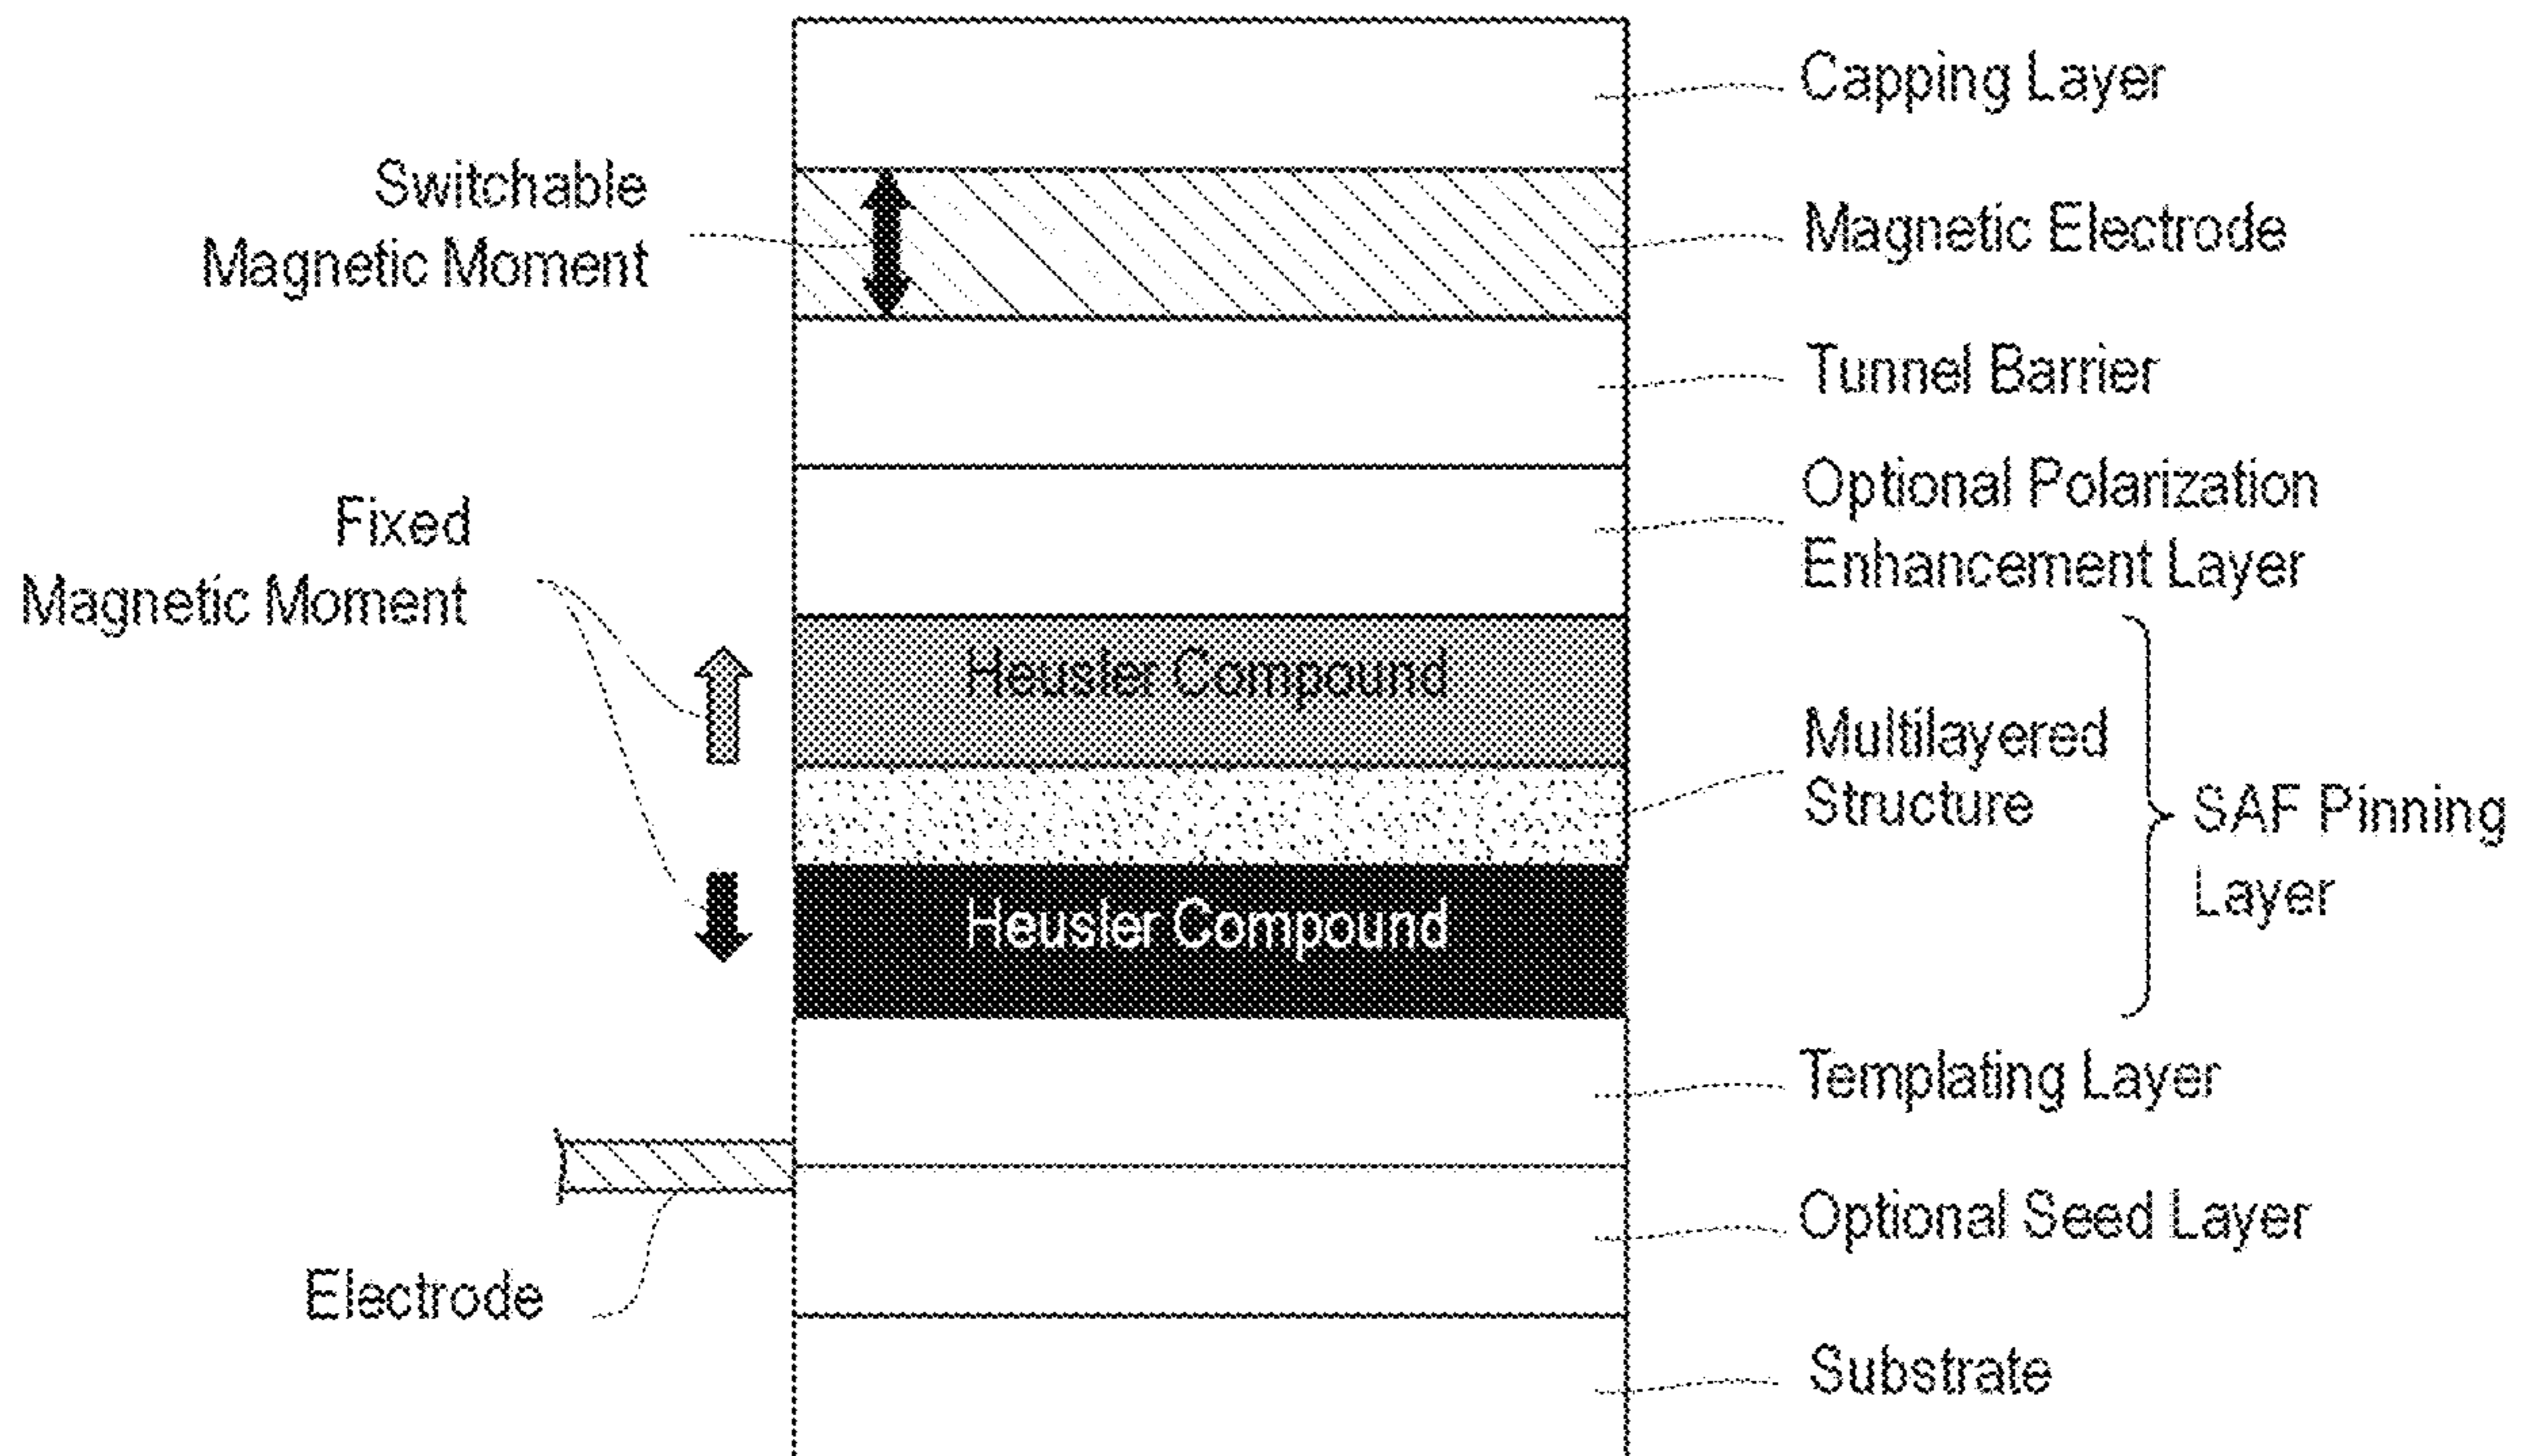 Capping Layer
Switchable
Magnetic Moment
Magnetic Electrode
Tunnel Barrier
Optional Polarization
Enhancement Layer
Fixed
Magnetic Moment
Heusler Compound
Multilayered
Structure
SAF Pinning
Layer
Heusler Compound
Templating Layer
Optional Seed Layer
Electrode
Substrate